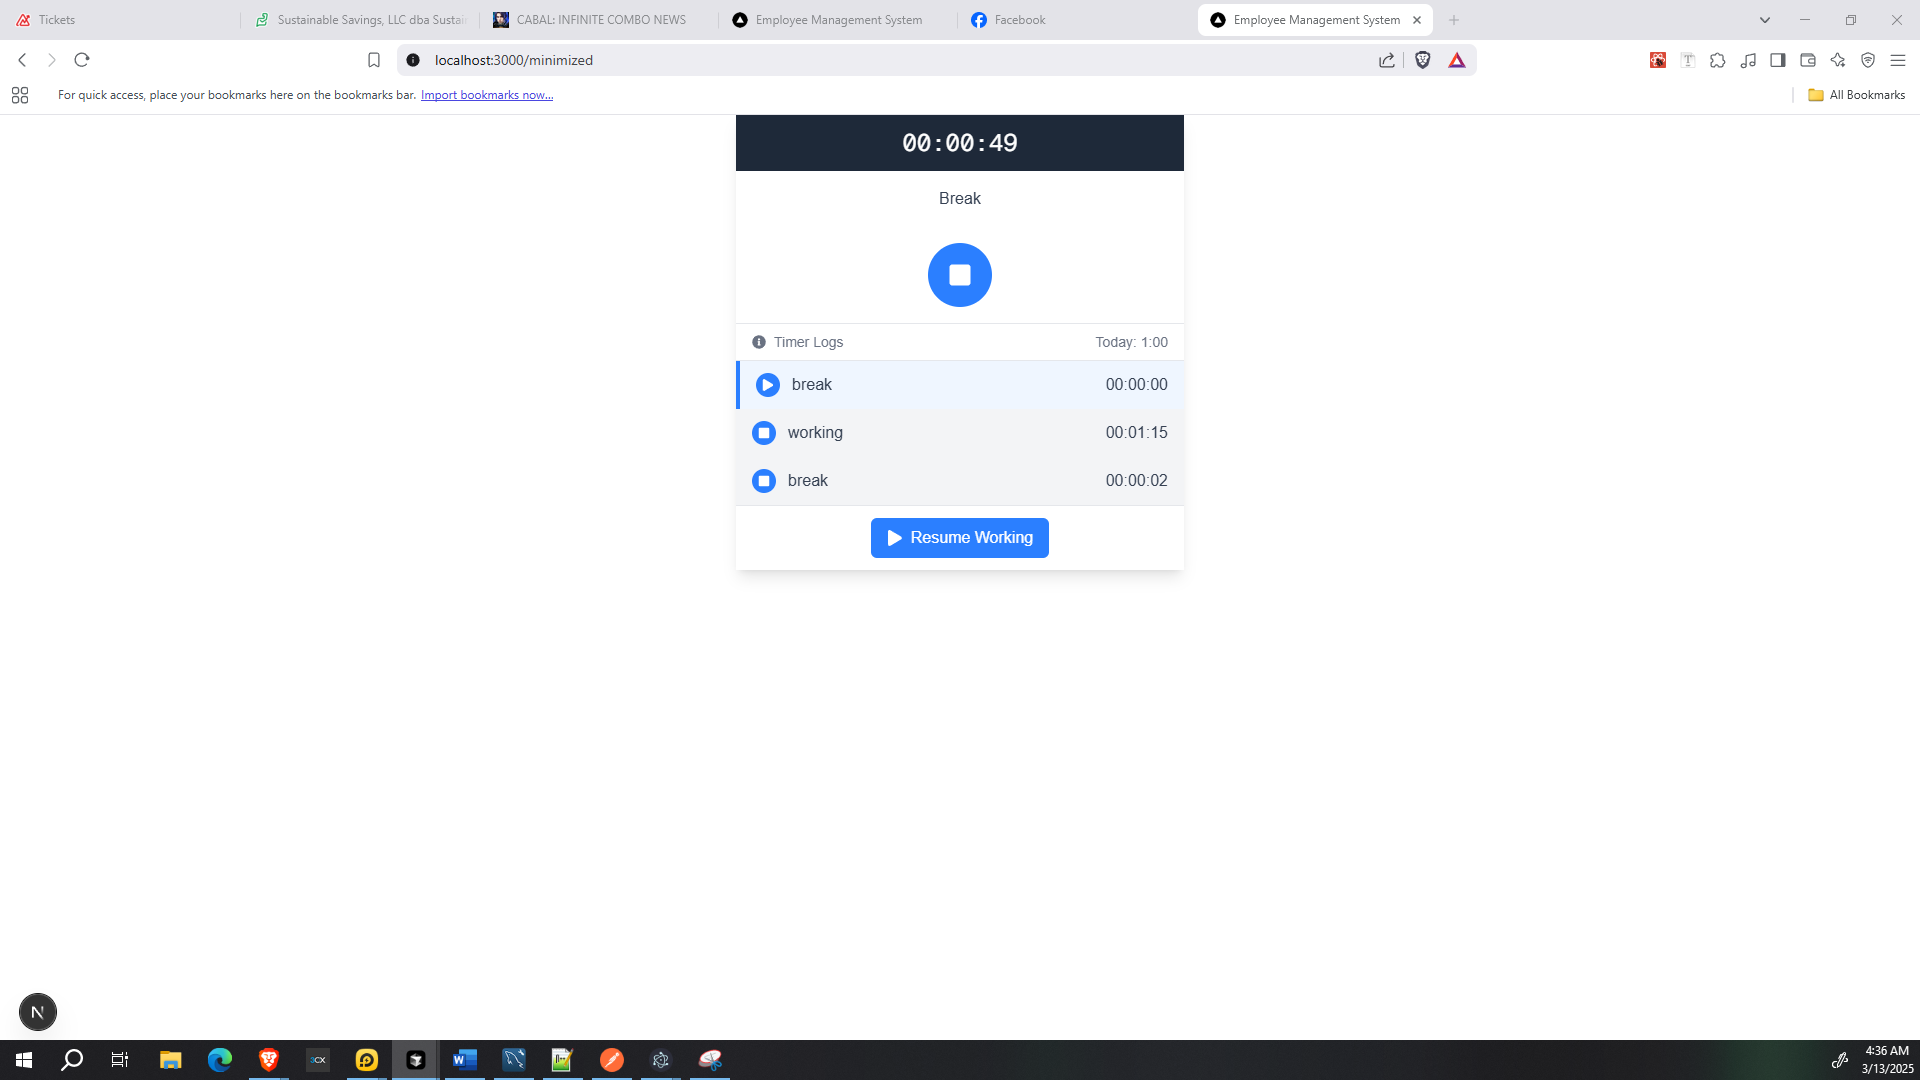 Tickets
Sustainable Savings, LLC dba Sustai
CABAL: INFINITE COMBO NEWS
Employee Management System
Facebook
Employee Management System
localhost:3000/minimized
For quick access, place your bookmarks here on the bookmarks bar. Import bookmarks now...
All Bookmarks
00:00:49
Break
Timer Logs
Today: 1:00
break
00:00:00
working
00:01:15
break
00:00:02
Resume Working
N
3CX
4:36 AM
3/13/2025